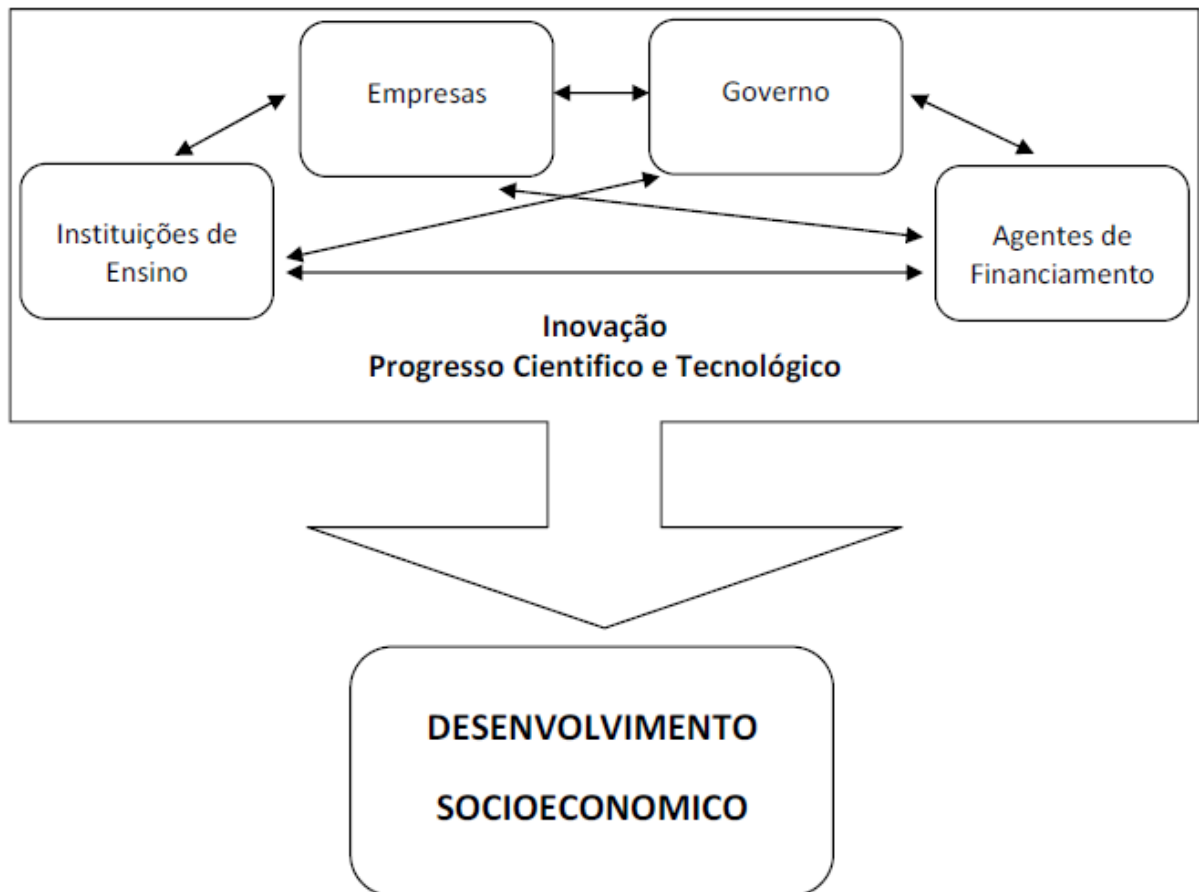 Empresas
Governo
Instituições de
Ensino
Agentes de
Financiamento
Inovação
Progresso Cientifico e Tecnológico
DESENVOLVIMENTO
SOCIOECONOMICO